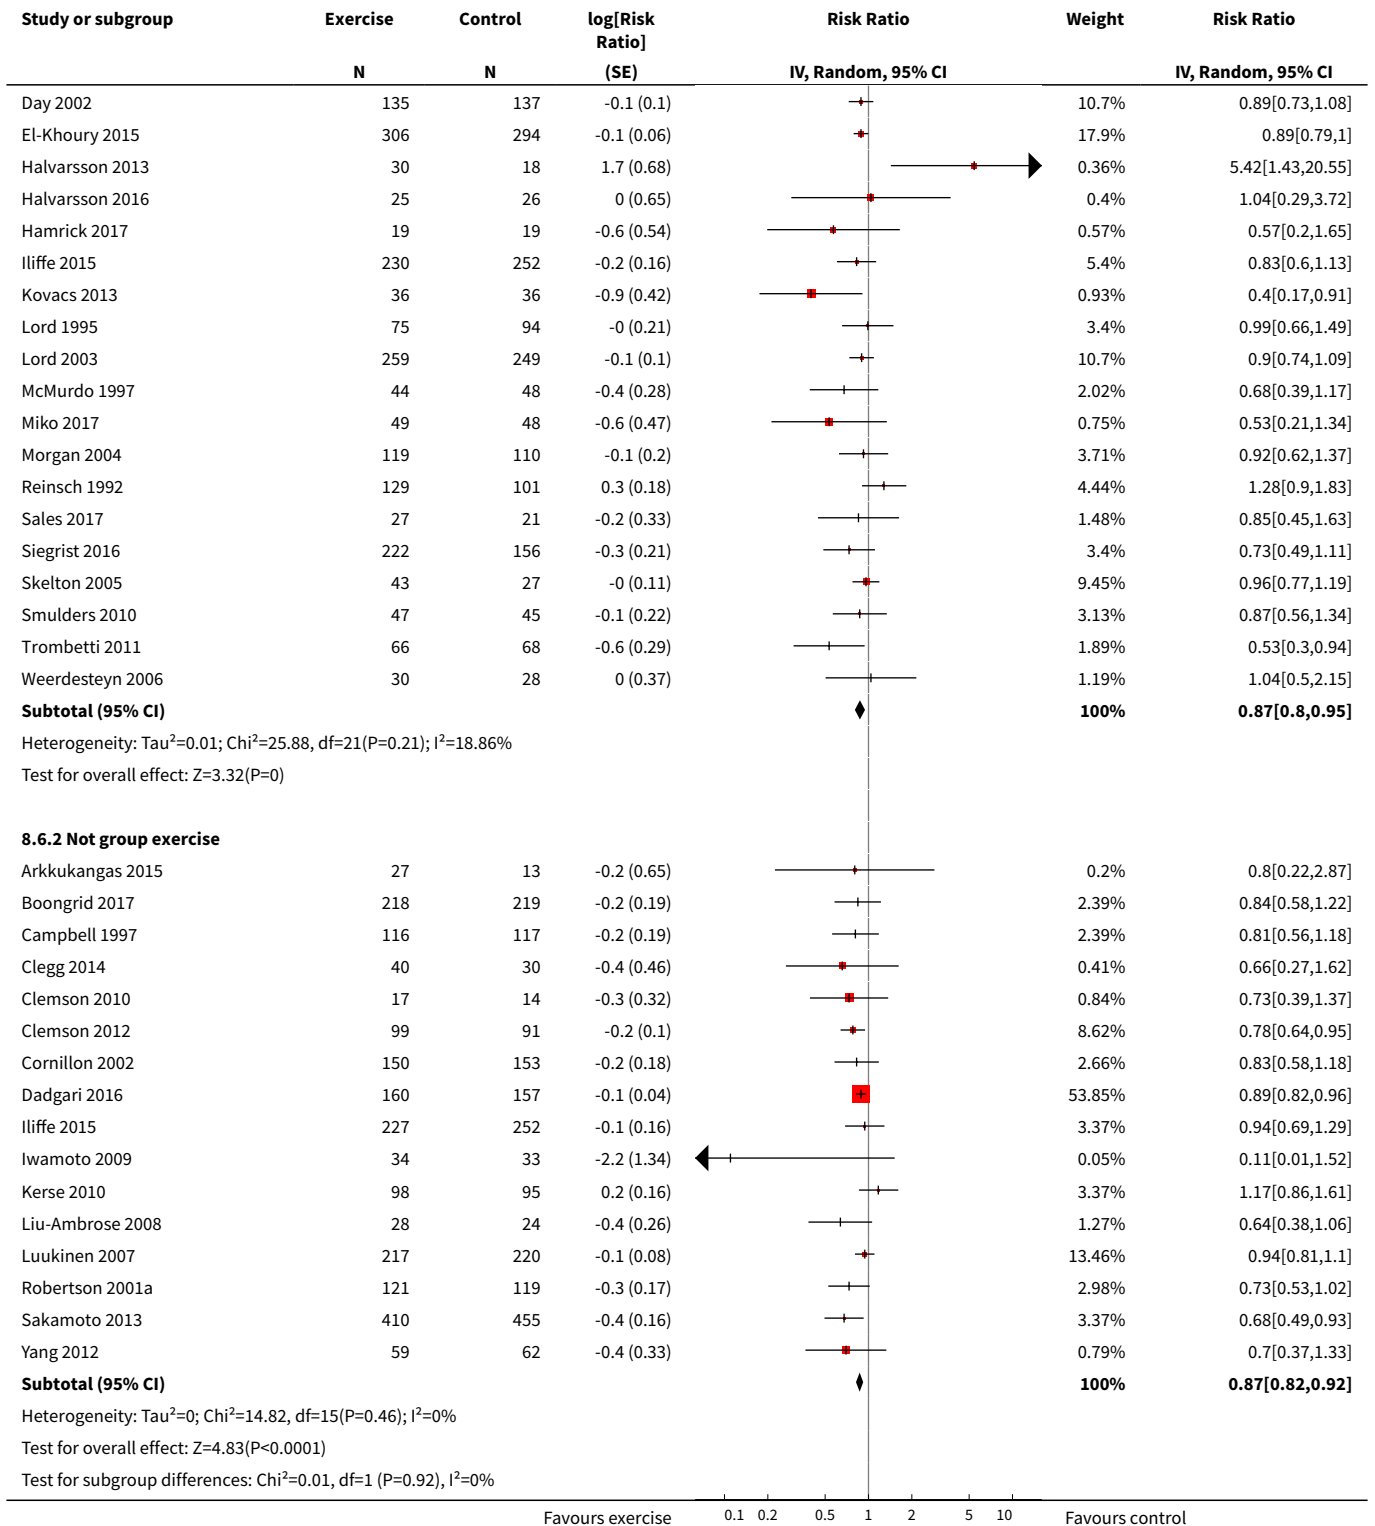 Study or subgroup Exercise Control log[Risk Ratio] Risk Ratio Weight Risk Ratio
N N (SE) IV, Random, 95% CI IV, Random, 95% CI
Day 2002 135 137 -0.1 (0.1) 10.7% 0.89[0.73,1.08]
El-Khoury 2015 306 294 -0.1 (0.06) 17.9% 0.89[0.79,1]
Halvarsson 2013 30 18 1.7 (0.68) 0.36% 5.42[1.43,20.55]
Halvarsson 2016 25 26 0 (0.65) 0.4% 1.04[0.29,3.72]
Hamrick 2017 19 19 -0.6 (0.54) 0.57% 0.57[0.2,1.65]
Iliffe 2015 230 252 -0.2 (0.16) 5.4% 0.83[0.6,1.13]
Kovacs 2013 36 36 -0.9 (0.42) 0.93% 0.4[0.17,0.91]
Lord 1995 75 94 -0 (0.21) 3.4% 0.99[0.66,1.49]
Lord 2003 259 249 -0.1 (0.1) 10.7% 0.9[0.74,1.09]
McMurdo 1997 44 48 -0.4 (0.28) 2.02% 0.68[0.39,1.17]
Miko 2017 49 48 -0.6 (0.47) 0.75% 0.53[0.21,1.34]
Morgan 2004 119 110 -0.1 (0.2) 3.71% 0.92[0.62,1.37]
Reinsch 1992 129 101 0.3 (0.18) 4.44% 1.28[0.9,1.83]
Sales 2017 27 21 -0.2 (0.33) 1.48% 0.85[0.45,1.63]
Siegrist 2016 222 156 -0.3 (0.21) 3.4% 0.73[0.49,1.11]
Skelton 2005 43 27 -0 (0.11) 9.45% 0.96[0.77,1.19]
Smulders 2010 47 45 -0.1 (0.22) 3.13% 0.87[0.56,1.34]
Trombetti 2011 66 68 -0.6 (0.29) 1.89% 0.53[0.3,0.94]
Weerdesteyn 2006 30 28 0 (0.37) 1.19% 1.04[0.5,2.15]
Subtotal (95% CI) 100% 0.87[0.8,0.95]
Heterogeneity: Tau²=0.01; Chi²=25.88, df=21(P=0.21); I²=18.86%
Test for overall effect: Z=3.32(P=0)
8.6.2 Not group exercise
Arkkukangas 2015 27 13 -0.2 (0.65) 0.2% 0.8[0.22,2.87]
Boongrid 2017 218 219 -0.2 (0.19) 2.39% 0.84[0.58,1.22]
Campbell 1997 116 117 -0.2 (0.19) 2.39% 0.81[0.56,1.18]
Clegg 2014 40 30 -0.4 (0.46) 0.41% 0.66[0.27,1.62]
Clemson 2010 17 14 -0.3 (0.32) 0.84% 0.73[0.39,1.37]
Clemson 2012 99 91 -0.2 (0.1) 8.62% 0.78[0.64,0.95]
Cornillon 2002 150 153 -0.2 (0.18) 2.66% 0.83[0.58,1.18]
Dadgari 2016 160 157 -0.1 (0.04) 53.85% 0.89[0.82,0.96]
Iliffe 2015 227 252 -0.1 (0.16) 3.37% 0.94[0.69,1.29]
Iwamoto 2009 34 33 -2.2 (1.34) 0.05% 0.11[0.01,1.52]
Kerse 2010 98 95 0.2 (0.16) 3.37% 1.17[0.86,1.61]
Liu-Ambrose 2008 28 24 -0.4 (0.26) 1.27% 0.64[0.38,1.06]
Luukinen 2007 217 220 -0.1 (0.08) 13.46% 0.94[0.81,1.1]
Robertson 2001a 121 119 -0.3 (0.17) 2.98% 0.73[0.53,1.02]
Sakamoto 2013 410 455 -0.4 (0.16) 3.37% 0.68[0.49,0.93]
Yang 2012 59 62 -0.4 (0.33) 0.79% 0.7[0.37,1.33]
Subtotal (95% CI) 100% 0.87[0.82,0.92]
Heterogeneity: Tau²=0; Chi²=14.82, df=15(P=0.46); I²=0%
Test for overall effect: Z=4.83(P<0.0001)
Test for subgroup differences: Chi²=0.01, df=1 (P=0.92), I²=0%
Favours exercise 0.1 0.2 0.5 1 2 5 10 Favours control